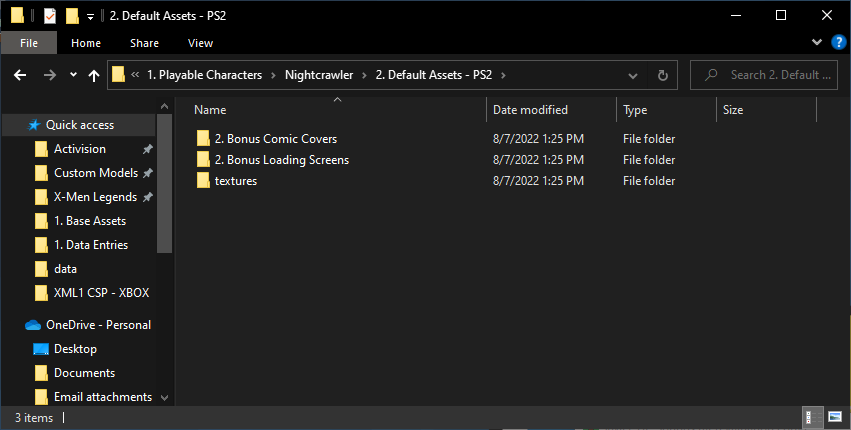 2. Default Assets - PS2
File Home Share View
« 1. Playable Characters > Nightcrawler > 2. Default Assets - PS2 > Search 2. Default ...
Name Date modified Type Size
Quick access
Activision
Custom Models
X-Men Legends
1. Base Assets
1. Data Entries
data
XML1 CSP - XBOX
OneDrive - Personal
Desktop
Documents
Email attachments
2. Bonus Comic Covers 8/7/2022 1:25 PM File folder
2. Bonus Loading Screens 8/7/2022 1:25 PM File folder
textures 8/7/2022 1:25 PM File folder
3 items